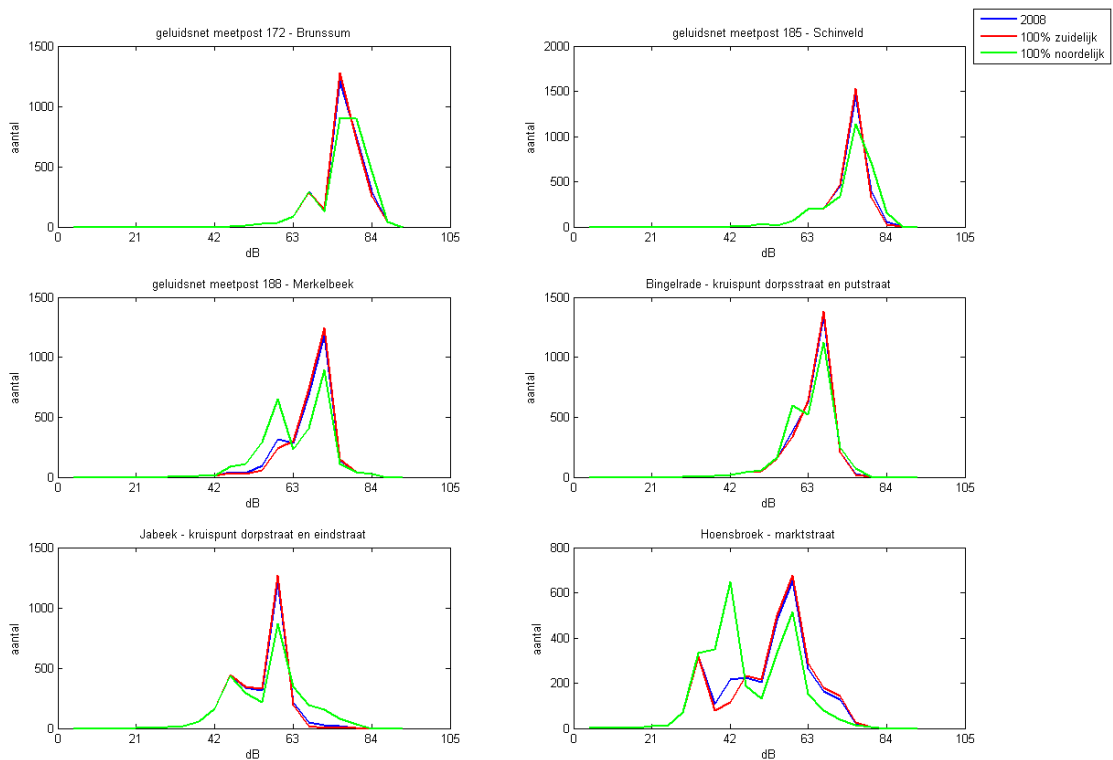 2008
100% zuidelijk
100% noordelijk
geluidsnet meetpost 172 - Brunssum
1500
1000
500
0
aantal
0 21 42 63 84 105
dB
geluidsnet meetpost 185 - Schinveld
2000
1500
1000
500
0
aantal
0 21 42 63 84 105
dB
geluidsnet meetpost 188 - Merkelbeek
1500
1000
500
0
aantal
0 21 42 63 84 105
dB
Bingelrade - kruispunt dorpsstraat en putstraat
1500
1000
500
0
aantal
0 21 42 63 84 105
dB
Jabeek - kruispunt dorpstraat en eindstraat
1500
1000
500
0
aantal
0 21 42 63 84 105
dB
Hoensbroek - marktstraat
800
600
400
200
0
aantal
0 21 42 63 84 105
dB